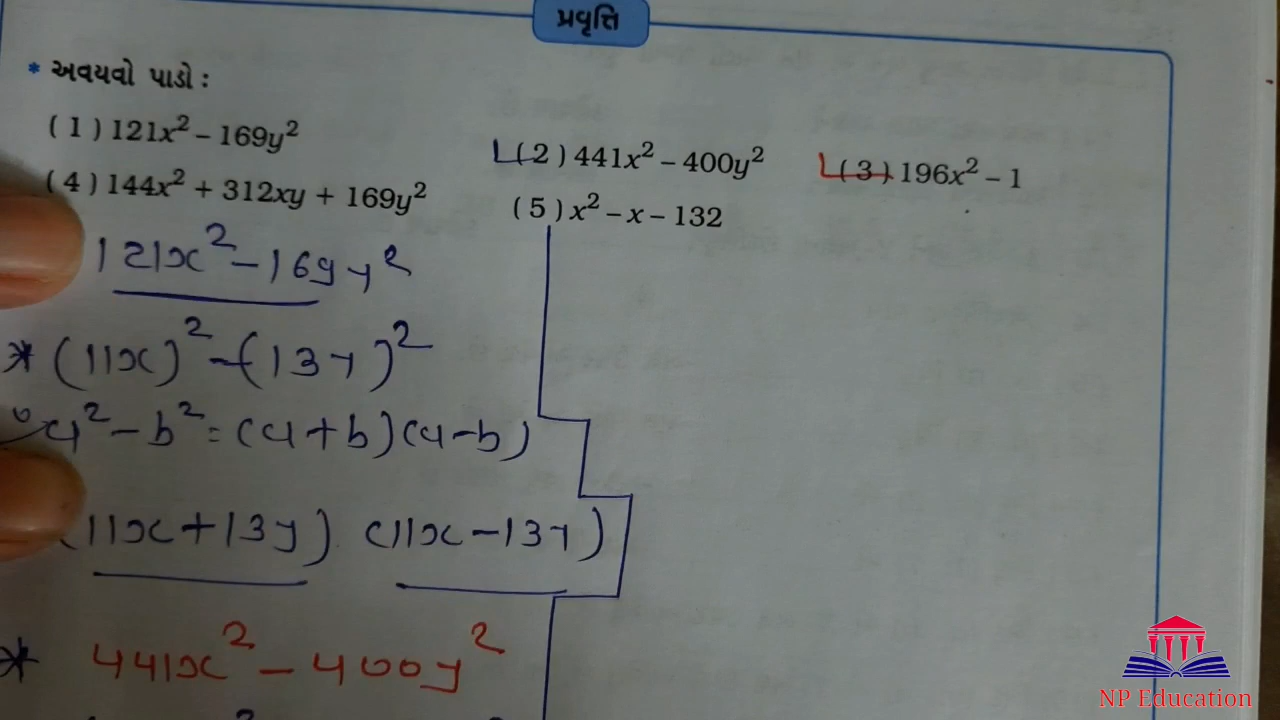 પ્રવૃત્તિ
* અવયવો પાડો :
( 1 ) 121x² – 169y²
( 2 ) 441x² – 400y²
( 3 ) 196x² – 1
( 4 ) 144x² + 312xy + 169y²
( 5 ) x² – x – 132
121x² – 169y²
* (11x)² – (13y)²
a² – b² = (a+b)(a–b)
(11x+13y) (11x–13y)
* 441x² – 400y²
NP Education